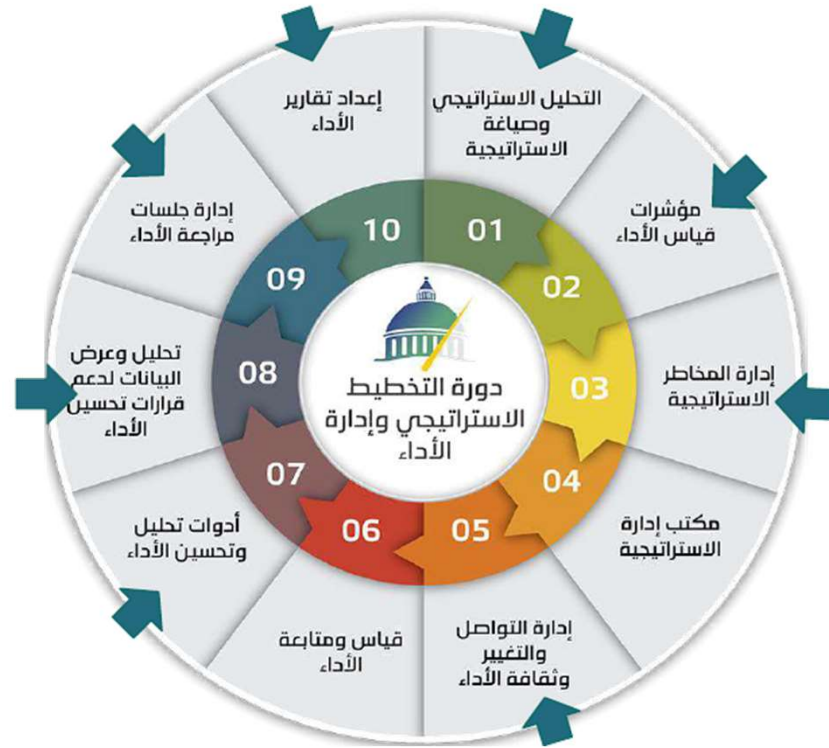 دورة التخطيط
الاستراتيجي وإدارة
الأداء
01
التحليل الاستراتيجي
وصياغة
الاستراتيجية
02
مؤشرات
قياس الأداء
03
إدارة المخاطر
الاستراتيجية
04
مكتب إدارة
الاستراتيجية
05
إدارة التواصل
والتغيير
وثقافة الأداء
06
قياس ومتابعة
الأداء
07
أدوات تحليل
وتحسين الأداء
08
تحليل وعرض
البيانات لدعم
قرارات تحسين
الأداء
09
إدارة جلسات
مراجعة الأداء
10
إعداد تقارير
الأداء